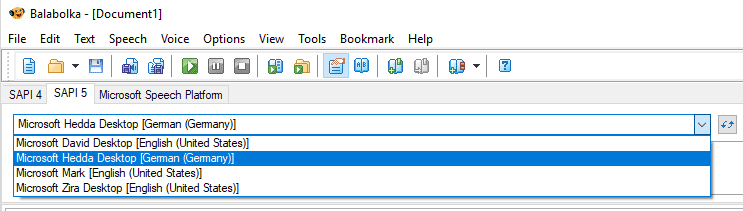 Balabolka - [Document1]
File Edit Text Speech Voice Options View Tools Bookmark Help
SAPI 4 SAPI 5 Microsoft Speech Platform
Microsoft Hedda Desktop [German (Germany)]
Microsoft David Desktop [English (United States)]
Microsoft Hedda Desktop [German (Germany)]
Microsoft Mark [English (United States)]
Microsoft Zira Desktop [English (United States)]